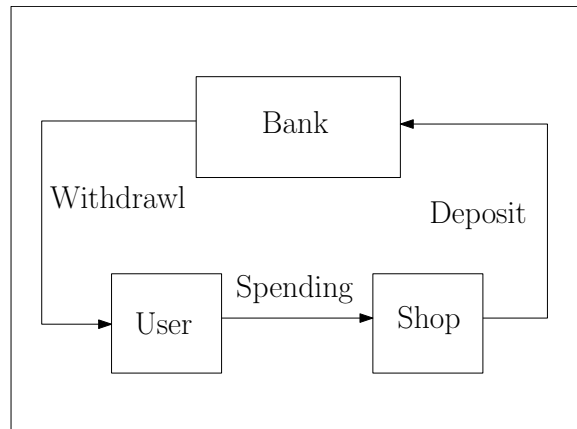 Bank
Withdrawl
Deposit
Spending
User
Shop